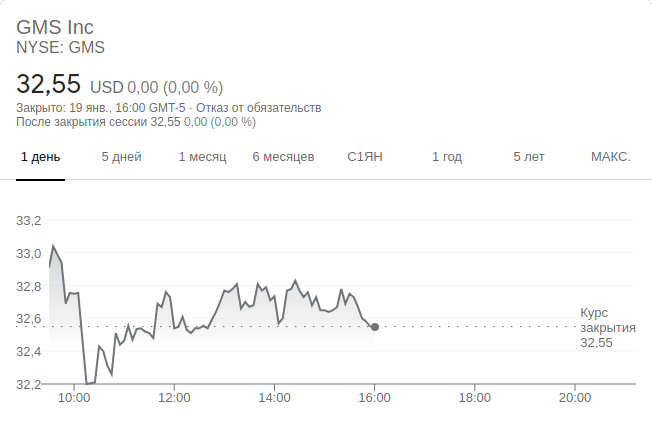 GMS Inc
NYSE: GMS
32,55 USD 0,00 (0,00 %)
Закрыто: 19 янв., 16:00 GMT-5 · Отказ от обязательств
После закрытия сессии 32,55 0,00 (0,00 %)
1 день 5 дней 1 месяц 6 месяцев С1ЯН 1 год 5 лет МАКС.
33,2
33,0
32,8
32,6
32,4
32,2
Курс
закрытия
32,55
10:00 12:00 14:00 16:00 18:00 20:00